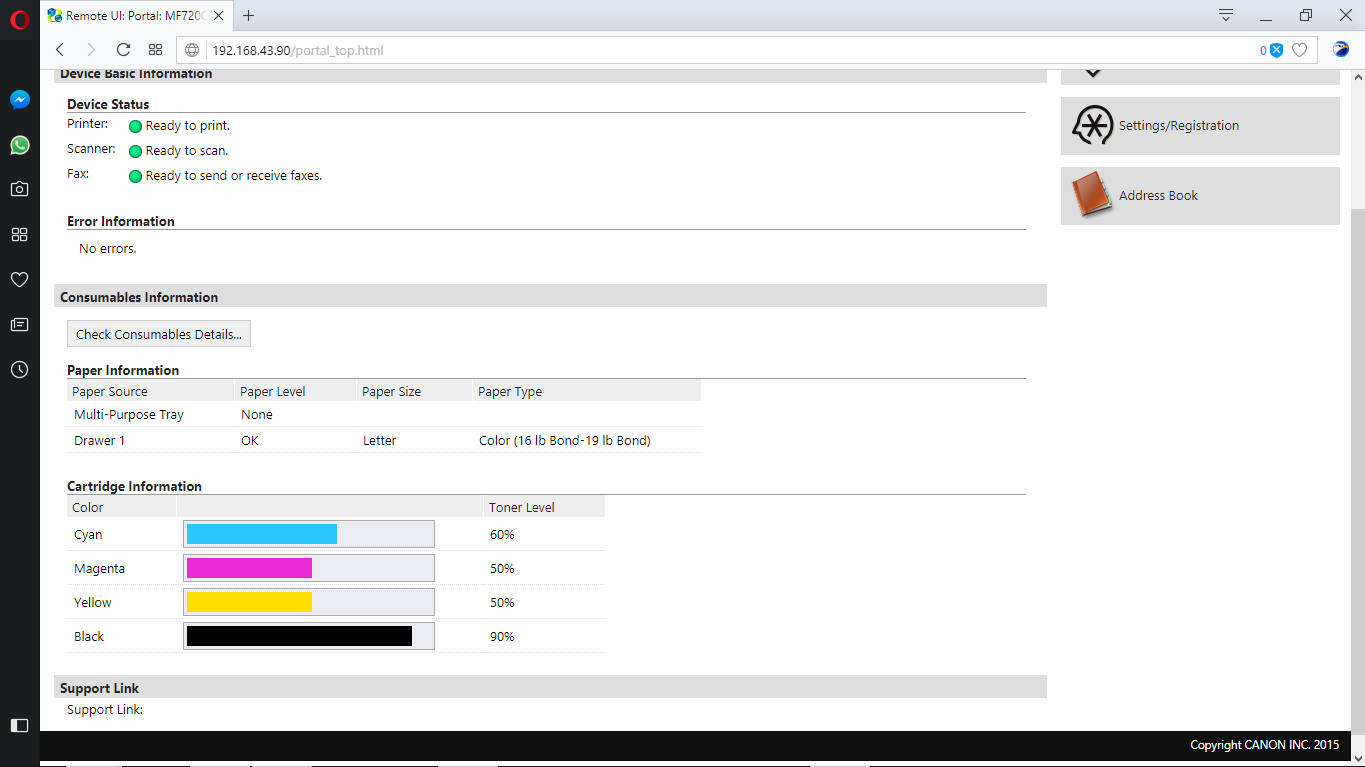 Remote UI: Portal: MF720C
192.168.43.90/portal_top.html
0
Device Basic Information
Device Status
Printer: Ready to print.
Scanner: Ready to scan.
Fax: Ready to send or receive faxes.
Error Information
No errors.
Consumables Information
Check Consumables Details...
Paper Information
Paper Source Paper Level Paper Size Paper Type
Multi-Purpose Tray None
Drawer 1 OK Letter Color (16 lb Bond-19 lb Bond)
Cartridge Information
Color Toner Level
Cyan 60%
Magenta 50%
Yellow 50%
Black 90%
Support Link
Support Link:
Settings/Registration
Address Book
Copyright CANON INC. 2015